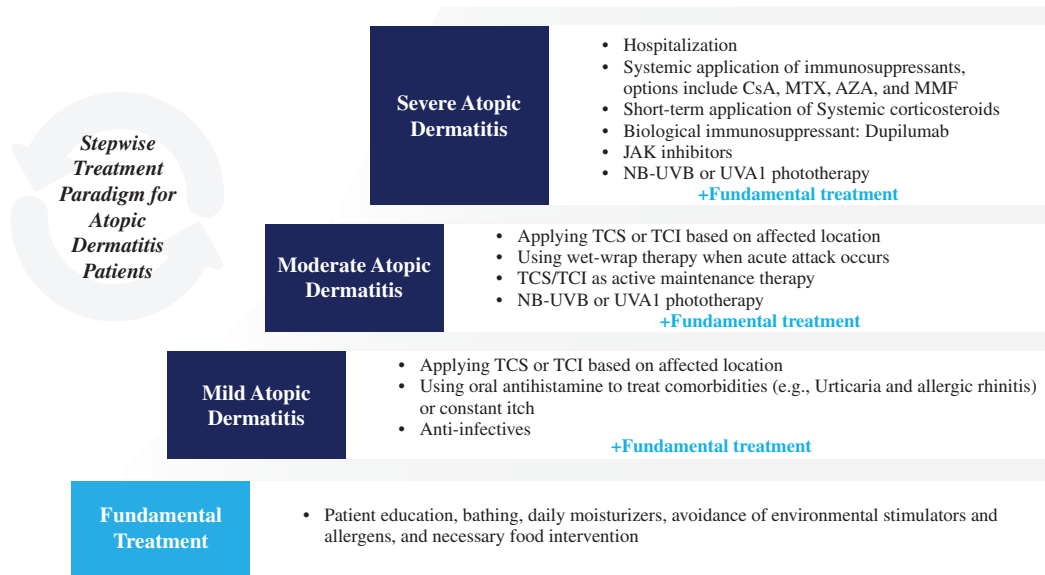 Stepwise
Treatment
Paradigm for
Atopic
Dermatitis
Patients
Severe Atopic
Dermatitis
• Hospitalization
• Systemic application of immunosuppressants,
options include CsA, MTX, AZA, and MMF
• Short-term application of Systemic corticosteroids
• Biological immunosuppressant: Dupilumab
• JAK inhibitors
• NB-UVB or UVA1 phototherapy
+Fundamental treatment
Moderate Atopic
Dermatitis
• Applying TCS or TCI based on affected location
• Using wet-wrap therapy when acute attack occurs
• TCS/TCI as active maintenance therapy
• NB-UVB or UVA1 phototherapy
+Fundamental treatment
Mild Atopic
Dermatitis
• Applying TCS or TCI based on affected location
• Using oral antihistamine to treat comorbidities (e.g., Urticaria and allergic rhinitis)
or constant itch
• Anti-infectives
+Fundamental treatment
Fundamental
Treatment
• Patient education, bathing, daily moisturizers, avoidance of environmental stimulators and
allergens, and necessary food intervention